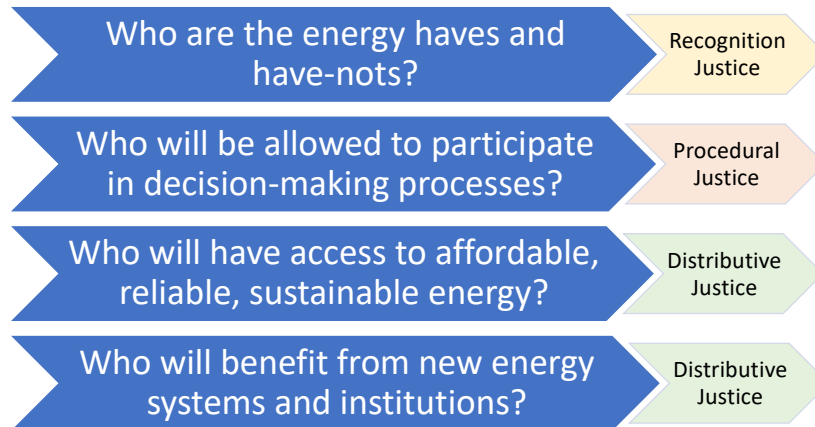 Who are the energy haves and
have-nots?
Recognition
Justice
Who will be allowed to participate
in decision-making processes?
Procedural
Justice
Who will have access to affordable,
reliable, sustainable energy?
Distributive
Justice
Who will benefit from new energy
systems and institutions?
Distributive
Justice